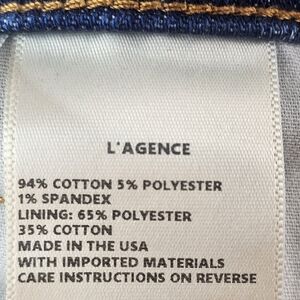 L'AGENCE
94% COTTON 5% POLYESTER
1% SPANDEX
LINING: 65% POLYESTER
35% COTTON
MADE IN THE USA
WITH IMPORTED MATERIALS
CARE INSTRUCTIONS ON REVERSE